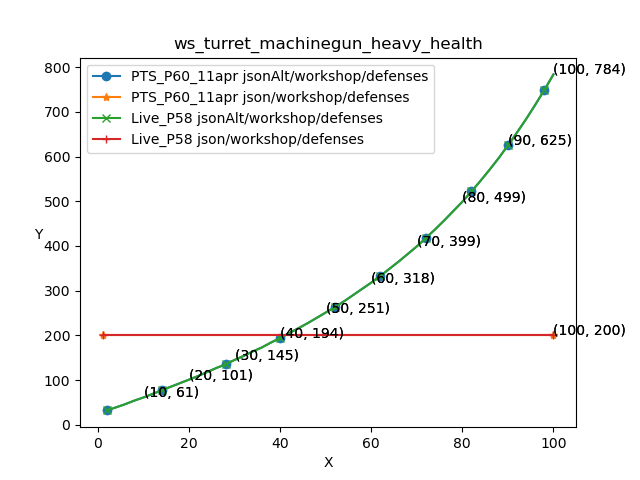 ws_turret_machinegun_heavy_health
PTS_P60_11apr jsonAlt/workshop/defenses
PTS_P60_11apr json/workshop/defenses
Live_P58 jsonAlt/workshop/defenses
Live_P58 json/workshop/defenses
Y
800
700
600
500
400
300
200
100
0
(100, 784)
(90, 625)
(80, 499)
(70, 399)
(60, 318)
(50, 251)
(40, 194)
(100, 200)
(30, 145)
(20, 101)
(10, 61)
0 20 40 60 80 100
X